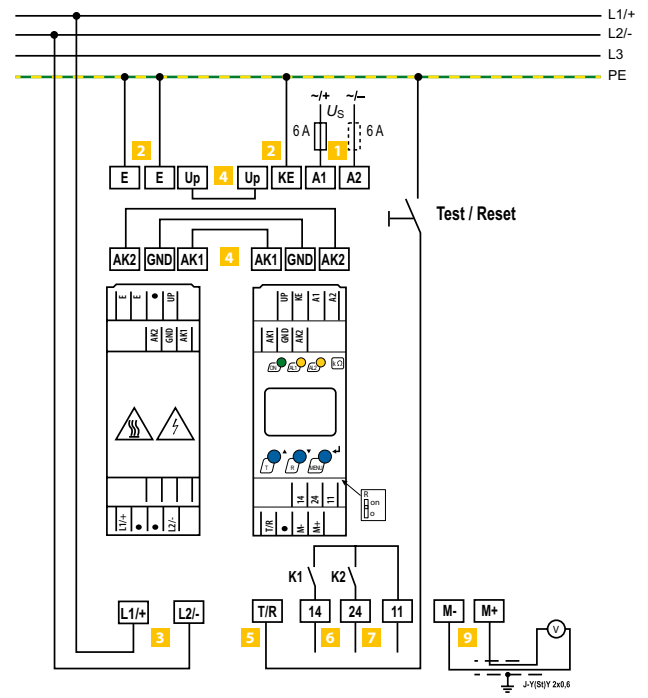 L1/+
L2/-
L3
PE
~/+ ~/–
US
6 A 6 A
2 2 1
E E Up 4 Up KE A1 A2
Test / Reset
AK2 GND AK1 4 AK1 GND AK2
E E UP UP KE A1 A2
AK2 GND AK1 AK1 GND AK2
ON AL1 AL2 kΩ
T R MENU
R
on
o
14 24 11
L1/+ L2/- T/R M- M+
K1 K2
L1/+ L2/- T/R 14 24 11 M- M+
3 5 6 7 9
V
J-Y(St)Y 2x0,6